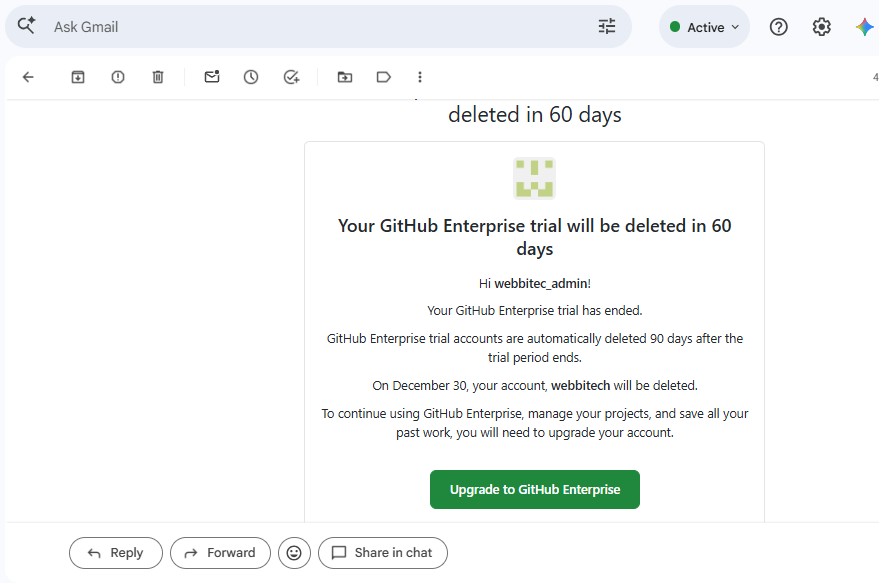 Ask Gmail
Active
4
deleted in 60 days
Your GitHub Enterprise trial will be deleted in 60
days
Hi webbitec_admin!
Your GitHub Enterprise trial has ended.
GitHub Enterprise trial accounts are automatically deleted 90 days after the
trial period ends.
On December 30, your account, webbitech will be deleted.
To continue using GitHub Enterprise, manage your projects, and save all your
past work, you will need to upgrade your account.
Upgrade to GitHub Enterprise
Reply
Forward
Share in chat